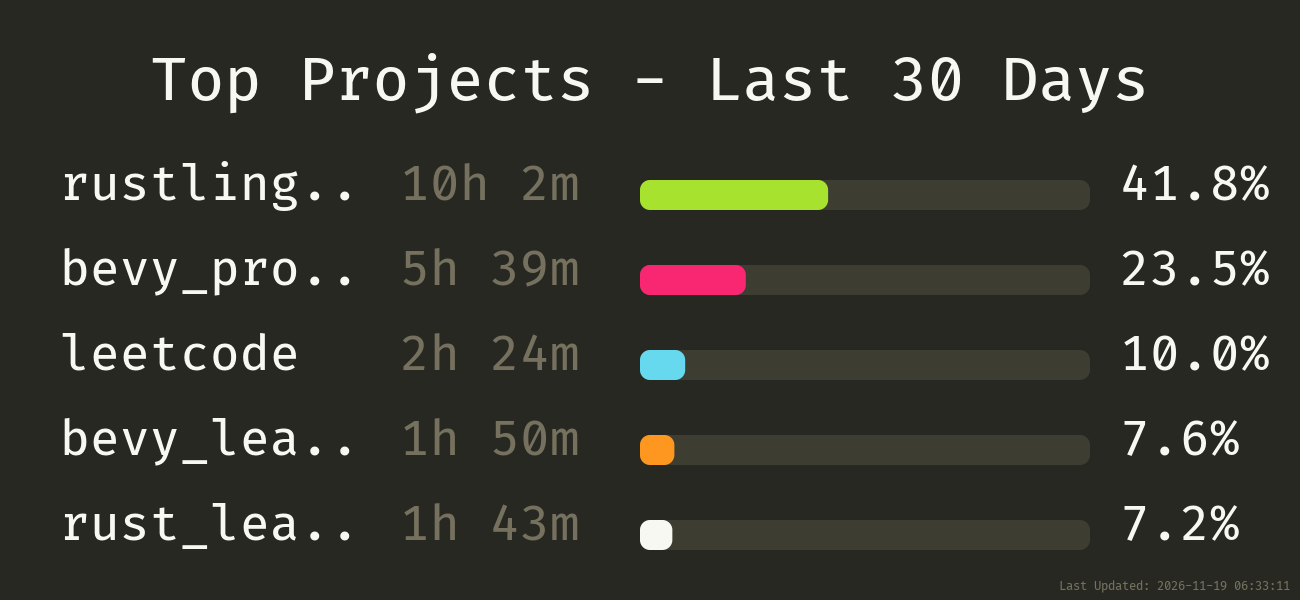 Top Projects - Last 30 Days
rustling.. 10h 2m 41.8%
bevy_pro.. 5h 39m 23.5%
leetcode 2h 24m 10.0%
bevy_lea.. 1h 50m 7.6%
rust_lea.. 1h 43m 7.2%
Last Updated: 2026-11-19 06:33:11